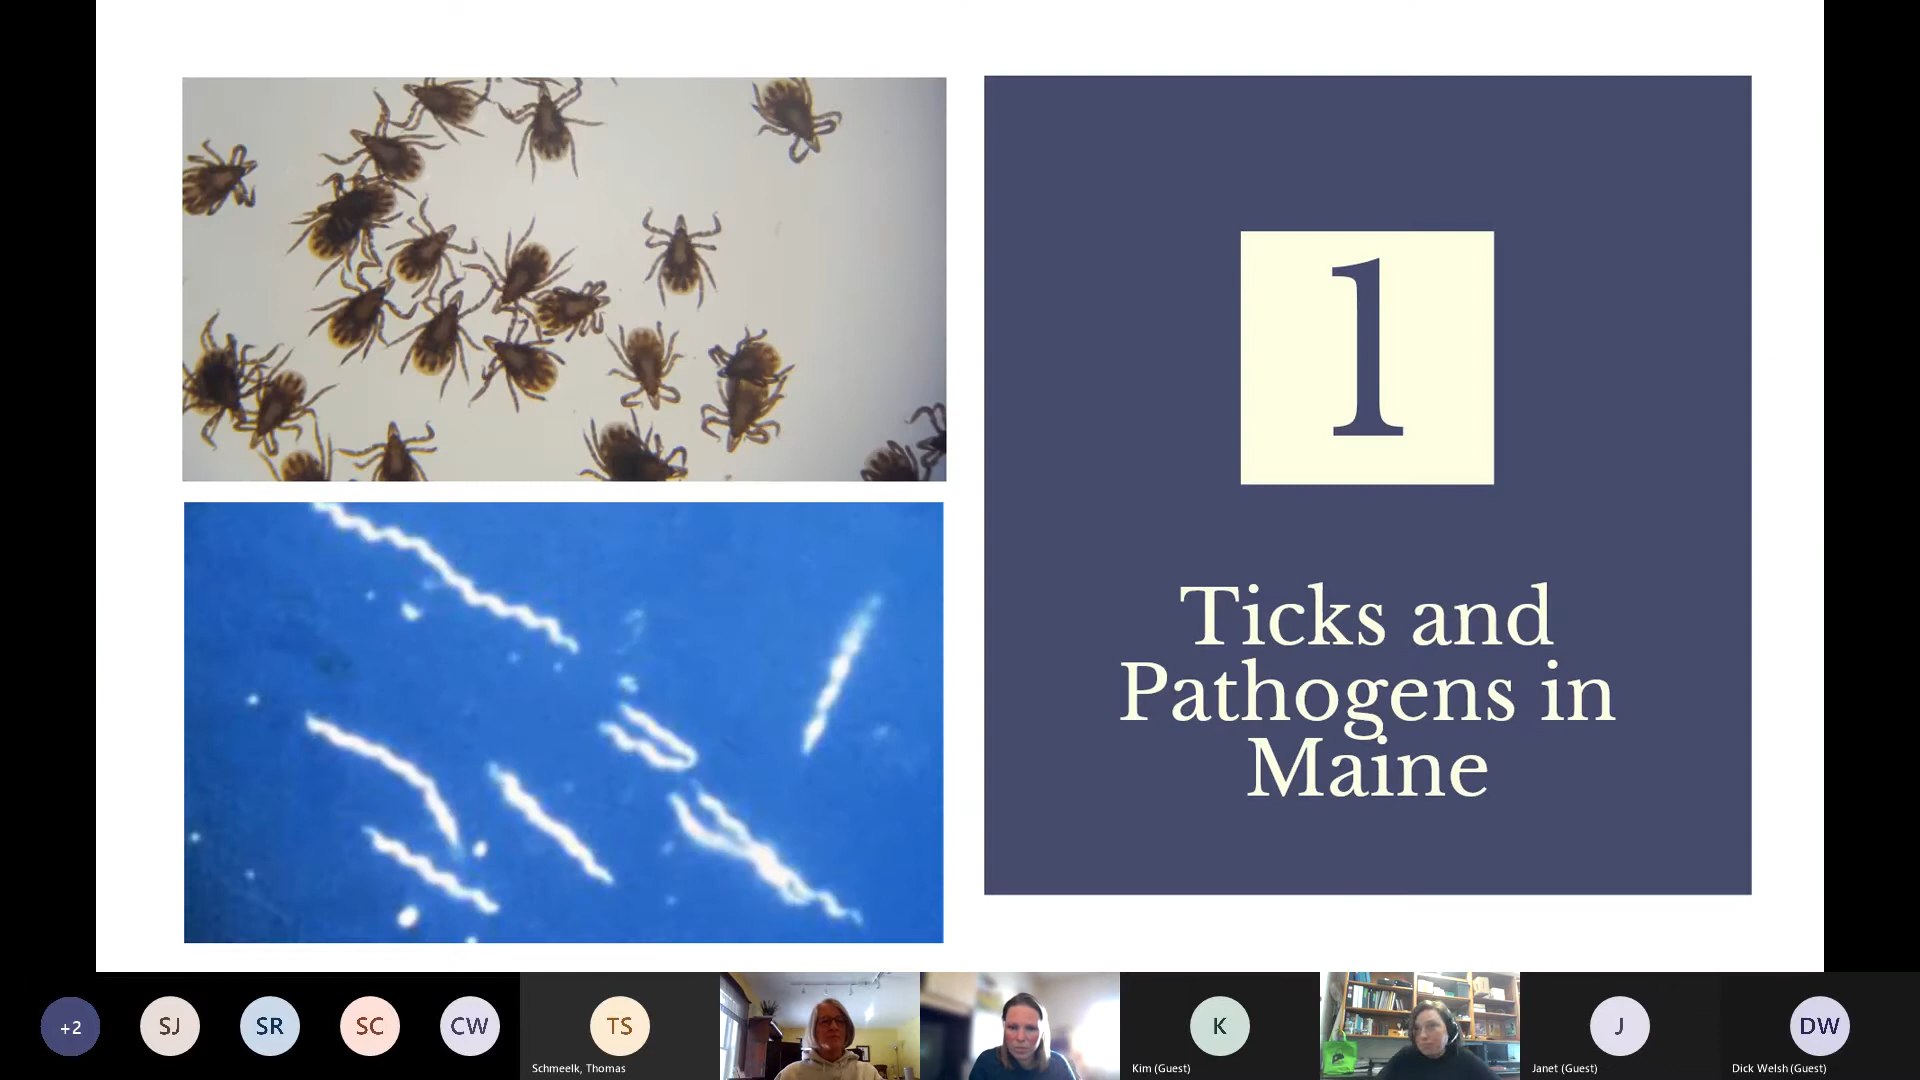 1
Ticks and
Pathogens in
Maine
+2
SJ
SR
SC
CW
TS
Schmeelk, Thomas
K
Kim (Guest)
J
Janet (Guest)
DW
Dick Welsh (Guest)